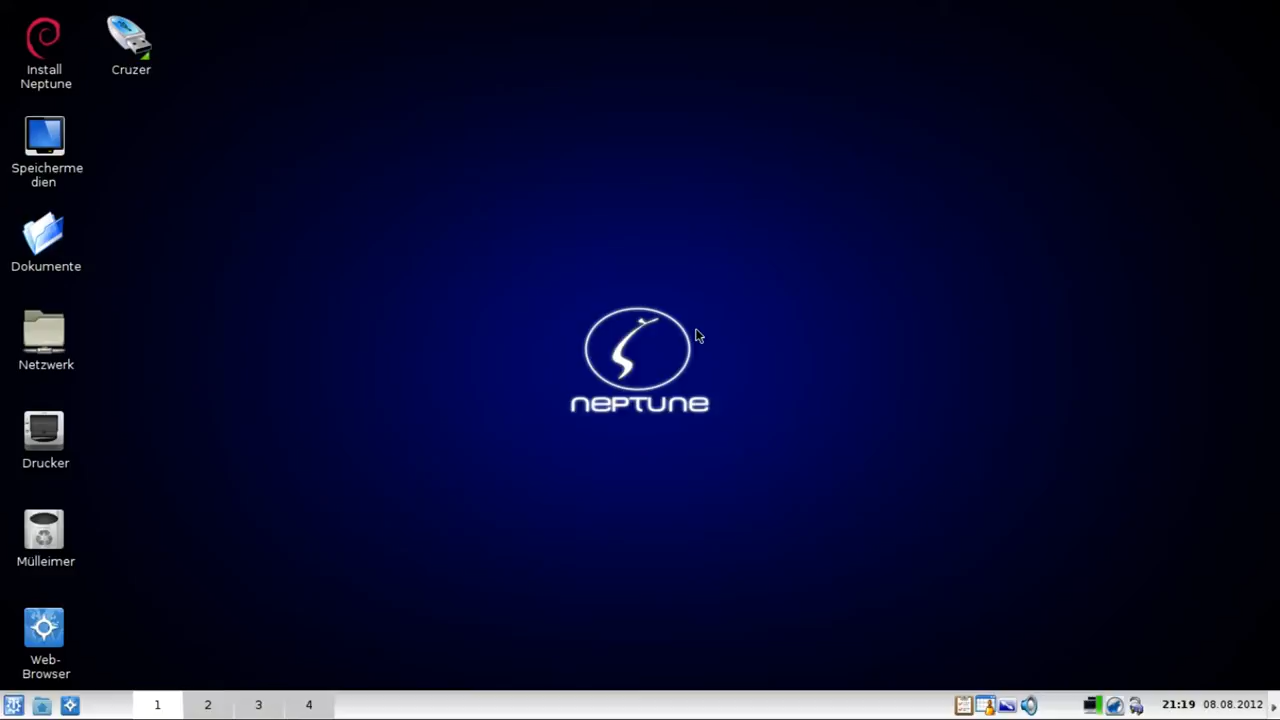 Install
Neptune
Cruzer
Speicherme
dien
Dokumente
Netzwerk
Drucker
Mülleimer
Web-
Browser
NEPTUNE
1 2 3 4
21:19 08.08.2012